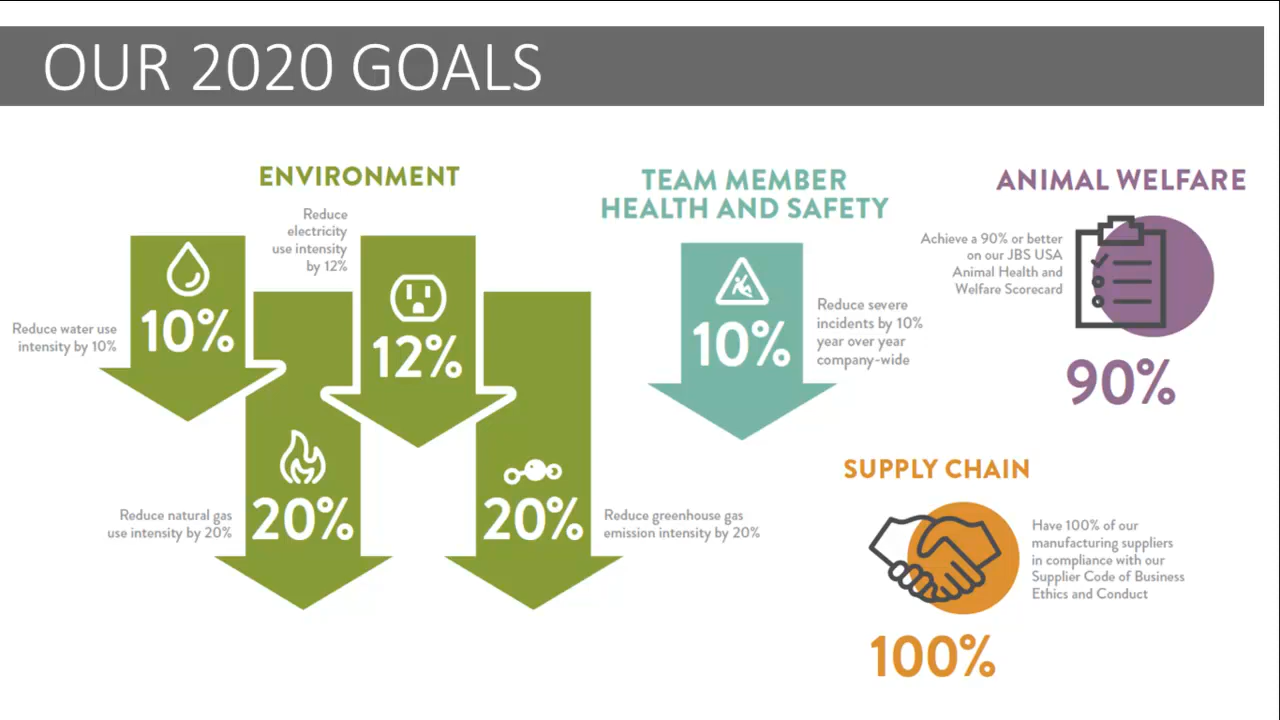 OUR 2020 GOALS
ENVIRONMENT
Reduce
electricity
use intensity
by 12%
10%
Reduce water use
intensity by 10%
12%
20%
Reduce natural gas
use intensity by 20%
20%
Reduce greenhouse gas
emission intensity by 20%
TEAM MEMBER
HEALTH AND SAFETY
10%
Reduce severe
incidents by 10%
year over year
company-wide
ANIMAL WELFARE
Achieve a 90% or better
on our JBS USA
Animal Health and
Welfare Scorecard
90%
SUPPLY CHAIN
Have 100% of our
manufacturing suppliers
in compliance with our
Supplier Code of Business
Ethics and Conduct
100%